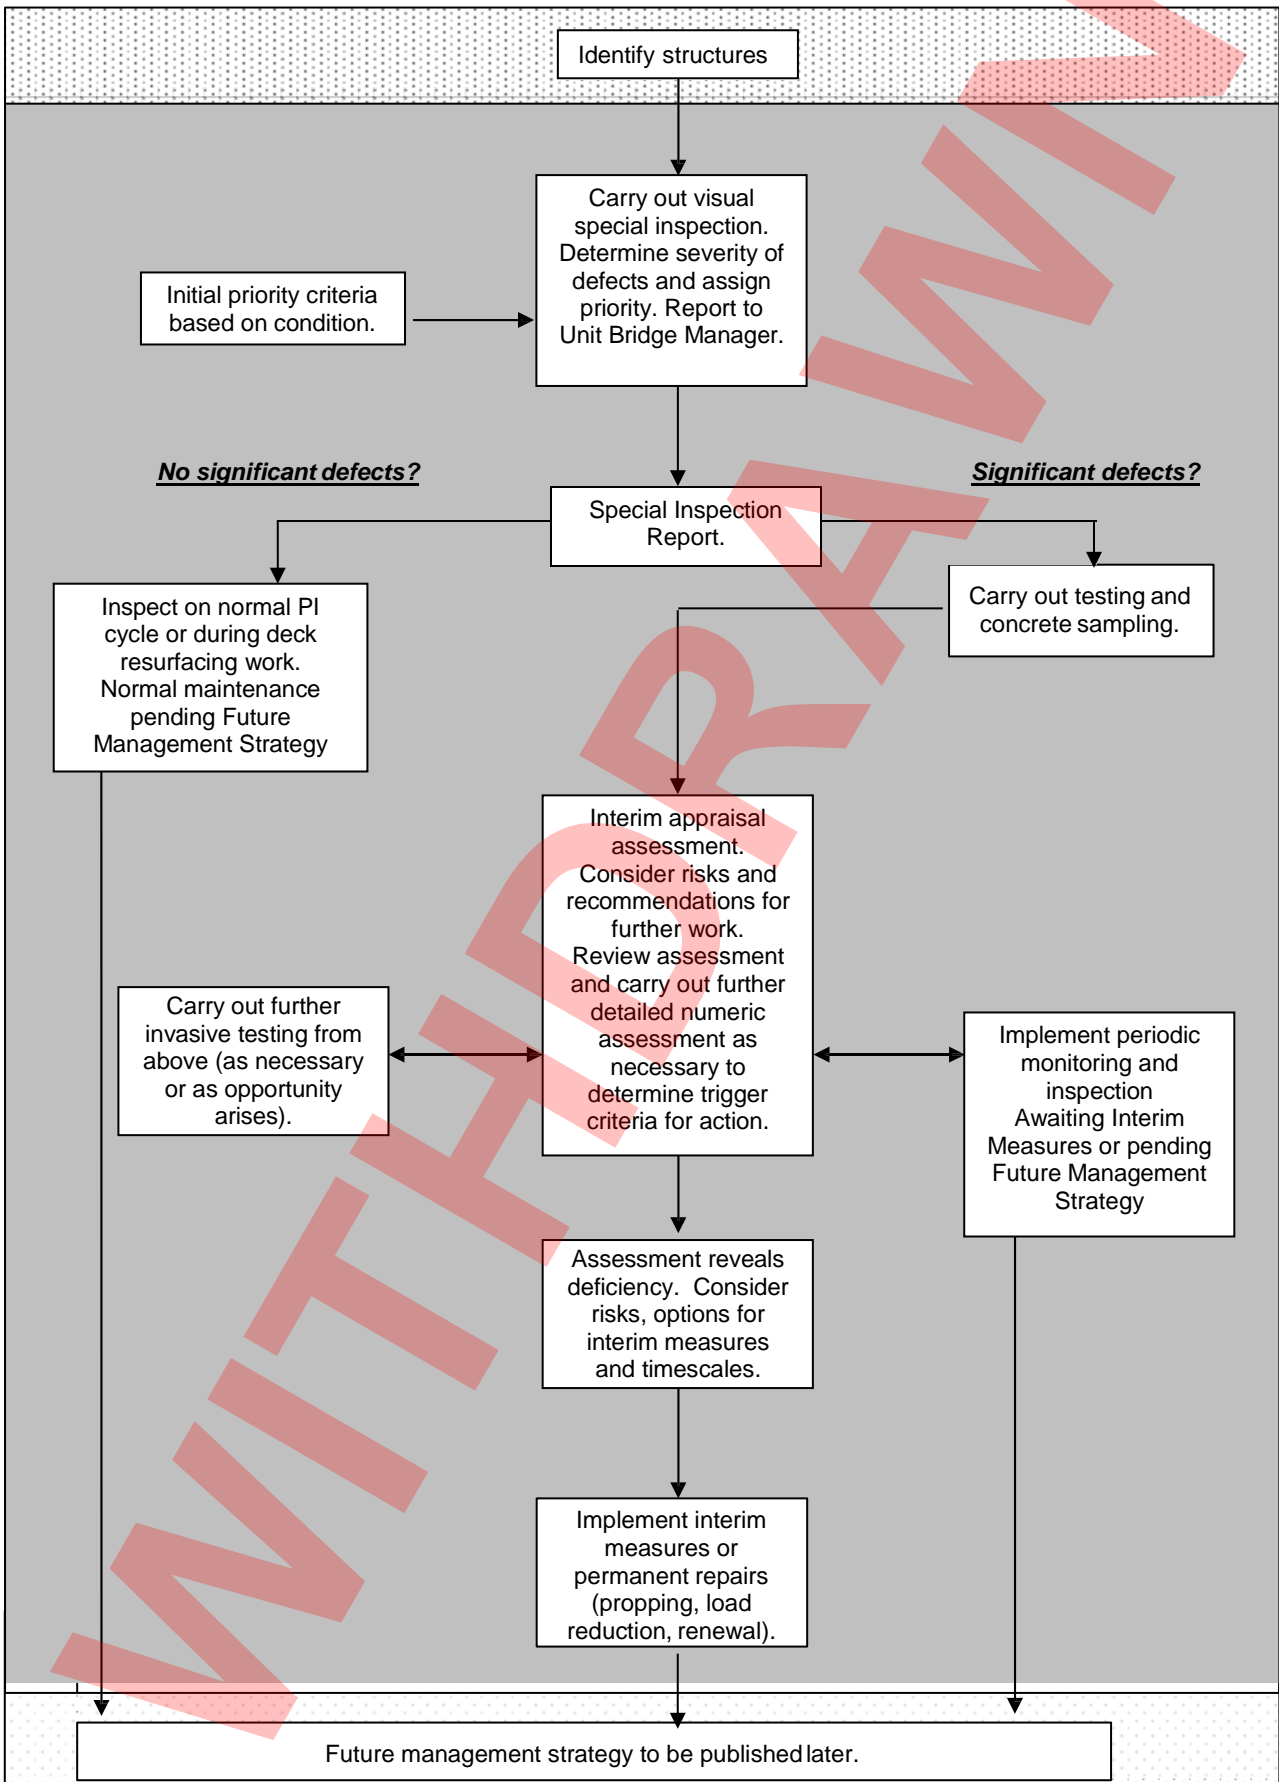 Identify structures
Carry out visual
special inspection.
Determine severity of
defects and assign
priority. Report to
Unit Bridge Manager.
Initial priority criteria
based on condition.
No significant defects?
Significant defects?
Special Inspection
Report.
Inspect on normal PI
cycle or during deck
resurfacing work.
Normal maintenance
pending Future
Management Strategy
Carry out testing and
concrete sampling.
Interim appraisal
assessment.
Consider risks and
recommendations for
further work.
Review assessment
and carry out further
detailed numeric
assessment as
necessary to
determine trigger
criteria for action.
Carry out further
invasive testing from
above (as necessary
or as opportunity
arises).
Implement periodic
monitoring and
inspection
Awaiting Interim
Measures or pending
Future Management
Strategy
Assessment reveals
deficiency. Consider
risks, options for
interim measures
and timescales.
Implement interim
measures or
permanent repairs
(propping, load
reduction, renewal).
Future management strategy to be published later.
WITHDRAWN